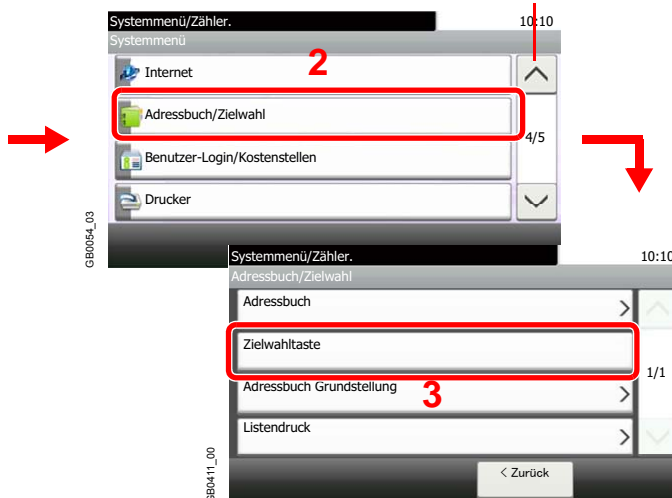 Systemmenü/Zähler. 10:10
Systemmenü
2
Internet
Adressbuch/Zielwahl
4/5
Benutzer-Login/Kostenstellen
Drucker
GB0054_03
Systemmenü/Zähler. 10:10
Adressbuch/Zielwahl
Adressbuch
Zielwahltaste
1/1
Adressbuch Grundstellung
3
Listendruck
GB0411_00
< Zurück